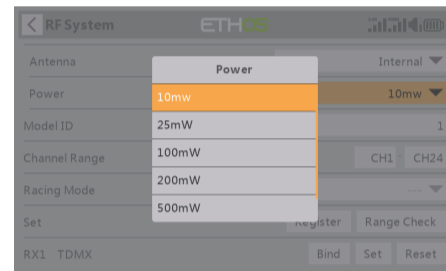 RF System
ETHOS
Antenna
Internal
Power
Power
10mw
10mw
25mW
Model ID
1
100mW
Channel Range
CH1 - CH24
200mW
Racing Mode
---
500mW
Set
Register
Range Check
RX1 TDMX
Bind
Set
Reset